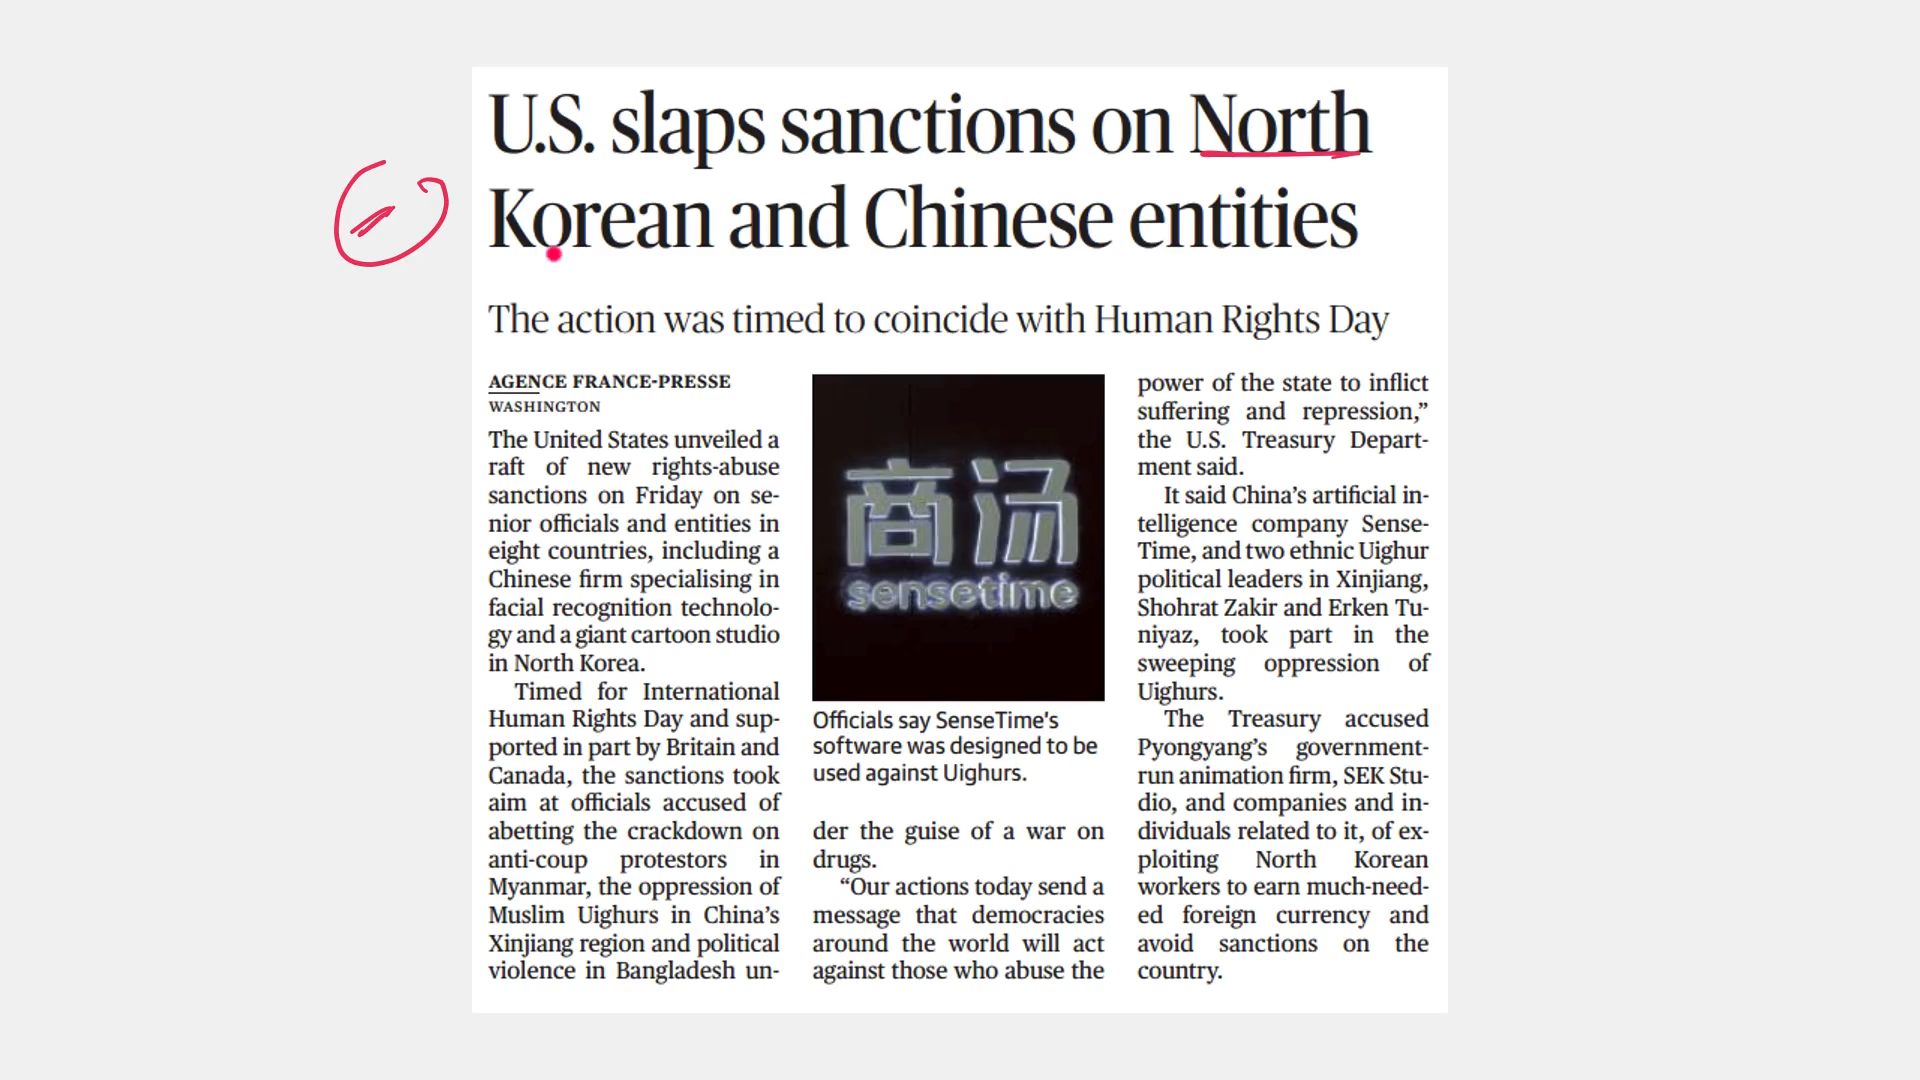 U.S. slaps sanctions on North
Korean and Chinese entities
The action was timed to coincide with Human Rights Day
AGENCE FRANCE-PRESSE
WASHINGTON
The United States unveiled a
raft of new rights-abuse
sanctions on Friday on se-
nior officials and entities in
eight countries, including a
Chinese firm specialising in
facial recognition technolo-
gy and a giant cartoon studio
in North Korea.
Timed for International
Human Rights Day and sup-
ported in part by Britain and
Canada, the sanctions took
aim at officials accused of
abetting the crackdown on
anti-coup protestors in
Myanmar, the oppression of
Muslim Uighurs in China's
Xinjiang region and political
violence in Bangladesh un-
商汤
sensetime
Officials say SenseTime's
software was designed to be
used against Uighurs.
der the guise of a war on
drugs.
“Our actions today send a
message that democracies
around the world will act
against those who abuse the
power of the state to inflict
suffering and repression,”
the U.S. Treasury Depart-
ment said.
It said China's artificial in-
telligence company Sense-
Time, and two ethnic Uighur
political leaders in Xinjiang,
Shohrat Zakir and Erken Tu-
niyaz, took part in the
sweeping oppression of
Uighurs.
The Treasury accused
Pyongyang's government-
run animation firm, SEK Stu-
dio, and companies and in-
dividuals related to it, of ex-
ploiting North Korean
workers to earn much-need-
ed foreign currency and
avoid sanctions on the
country.